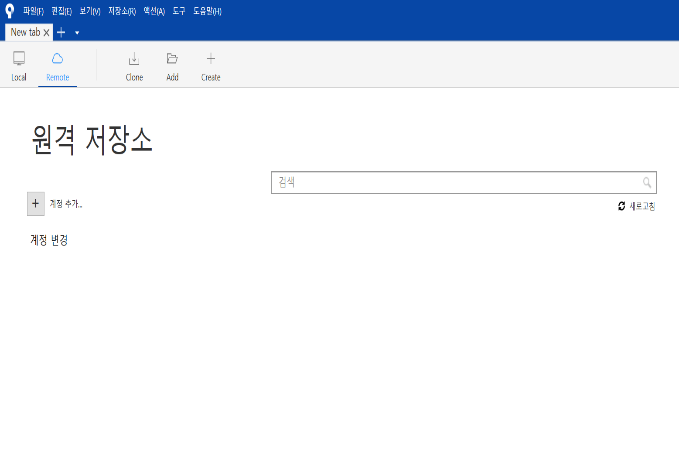 파일(F) 편집(E) 보기(V) 저장소(R) 액션(A) 도구 도움말(H)
New tab
Local Remote Clone Add Create
원격 저장소
검색
계정 추가..
새로고침
계정 변경